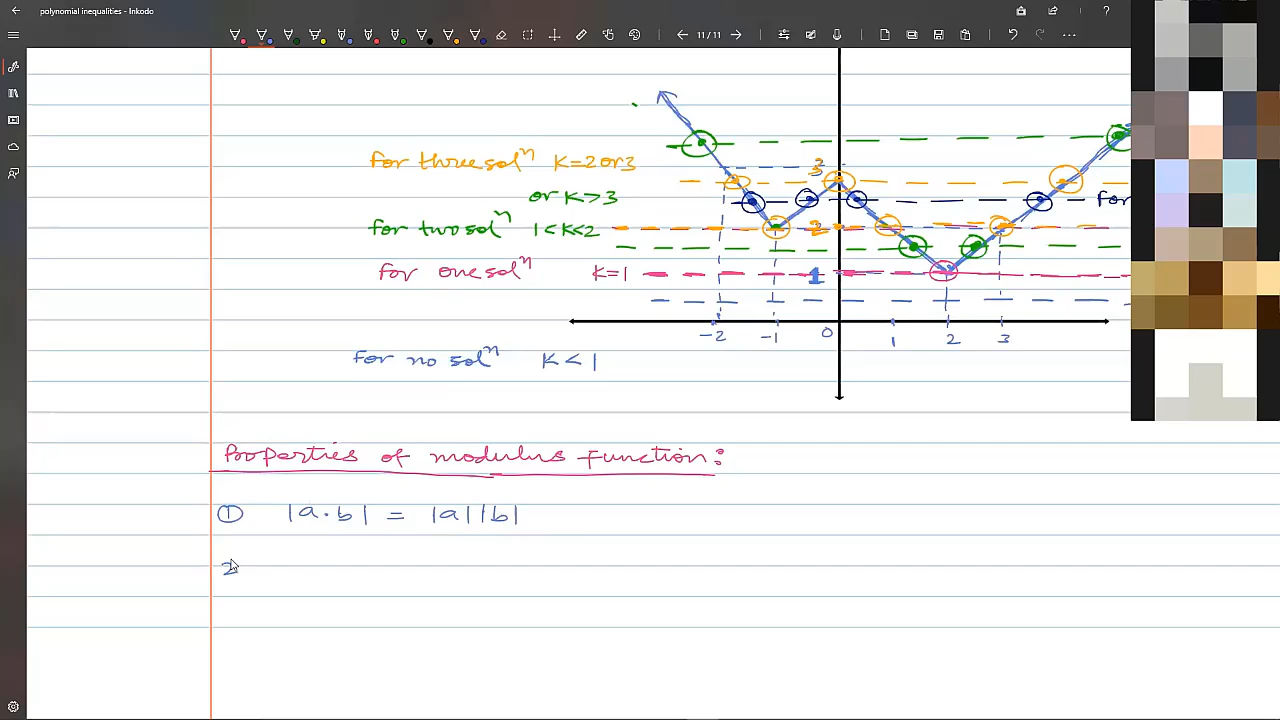 polynomial inequalities - Inkodo
11/11
for three solⁿ K=2 or 3
or K>3
for two solⁿ 1<K<2
for one solⁿ K=1
for no solⁿ K<1
3
2
1
for
-2 -1 0 1 2 3
Properties of modulus function:
① |a·b| = |a||b|
2